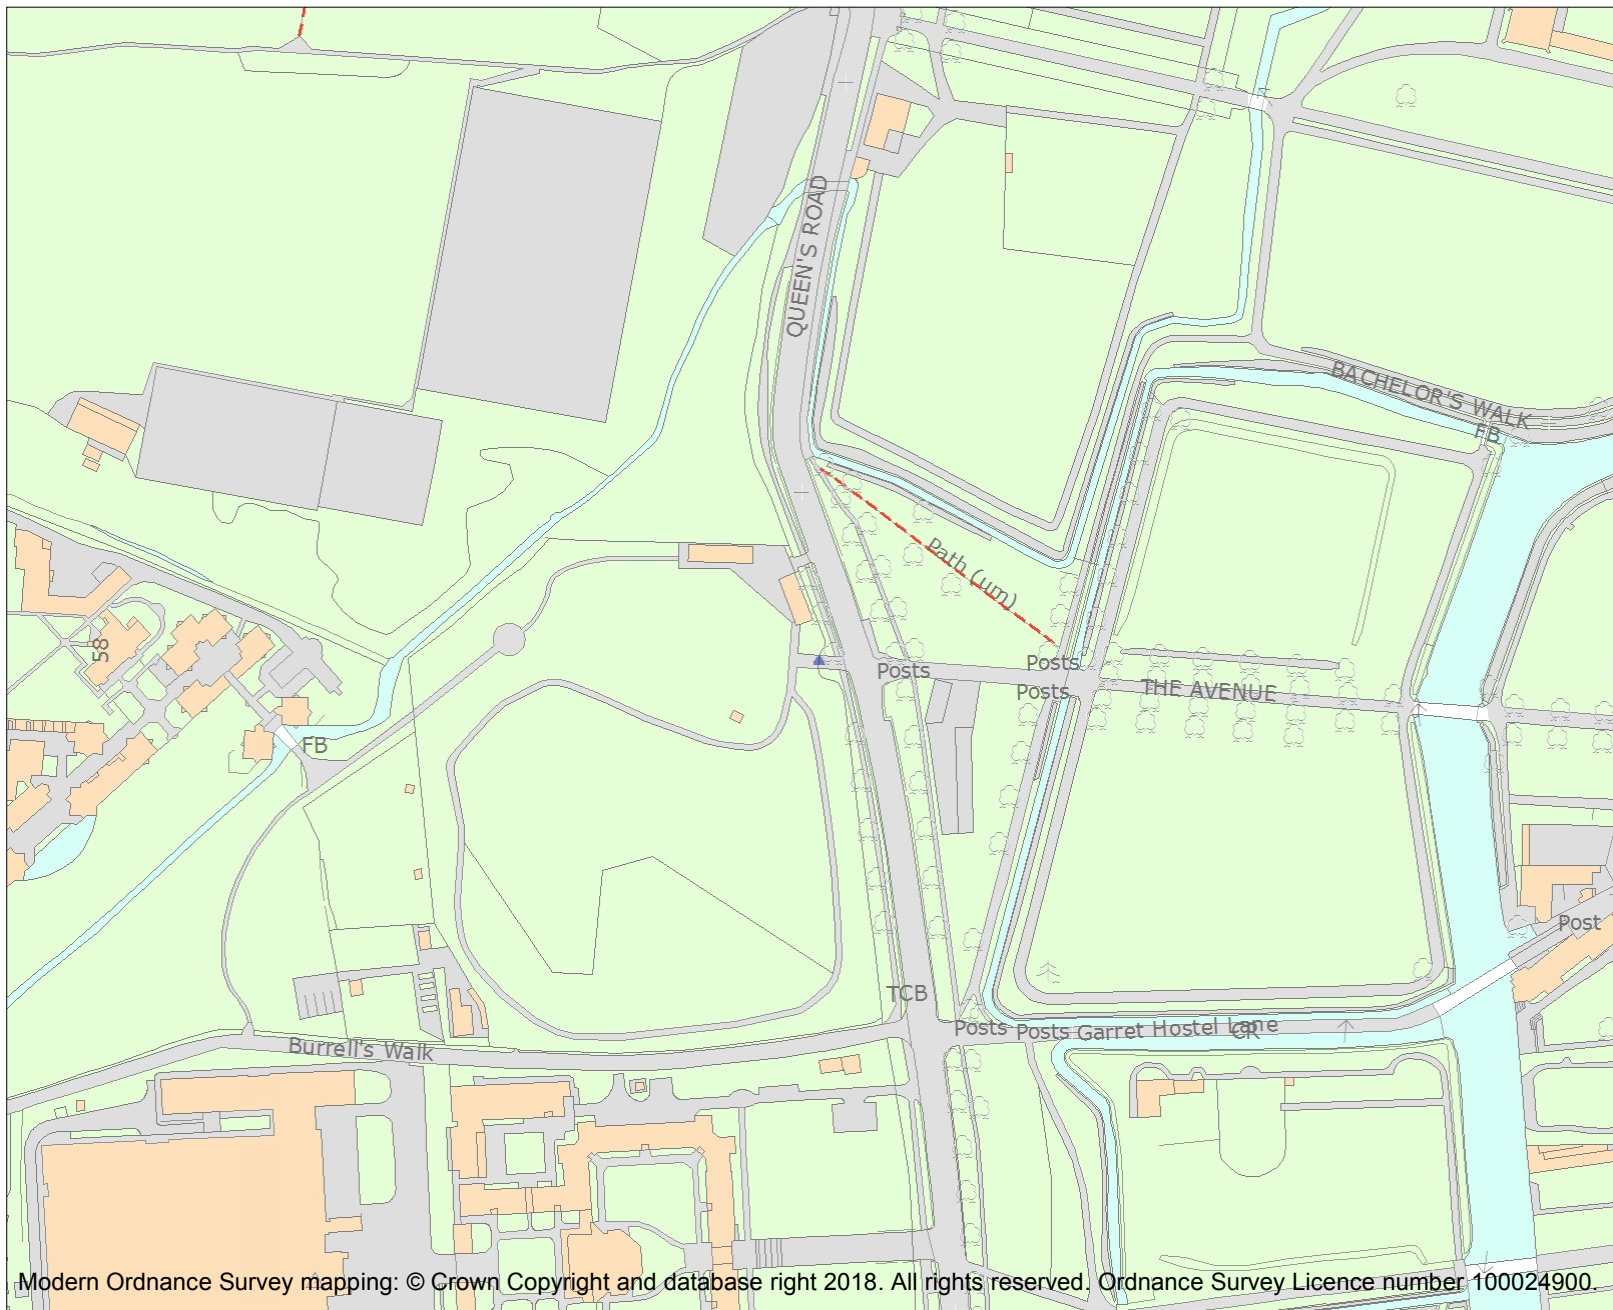 QUEEN'S ROAD
BACHELOR'S WALK
FB
Path (um)
58
Posts
Posts
Posts
THE AVENUE
FB
Post
TCB
Posts
Posts
Garret Hostel Lane
CR
Burrell's Walk
Modern Ordnance Survey mapping: © Crown Copyright and database right 2018. All rights reserved. Ordnance Survey Licence number 100024900.